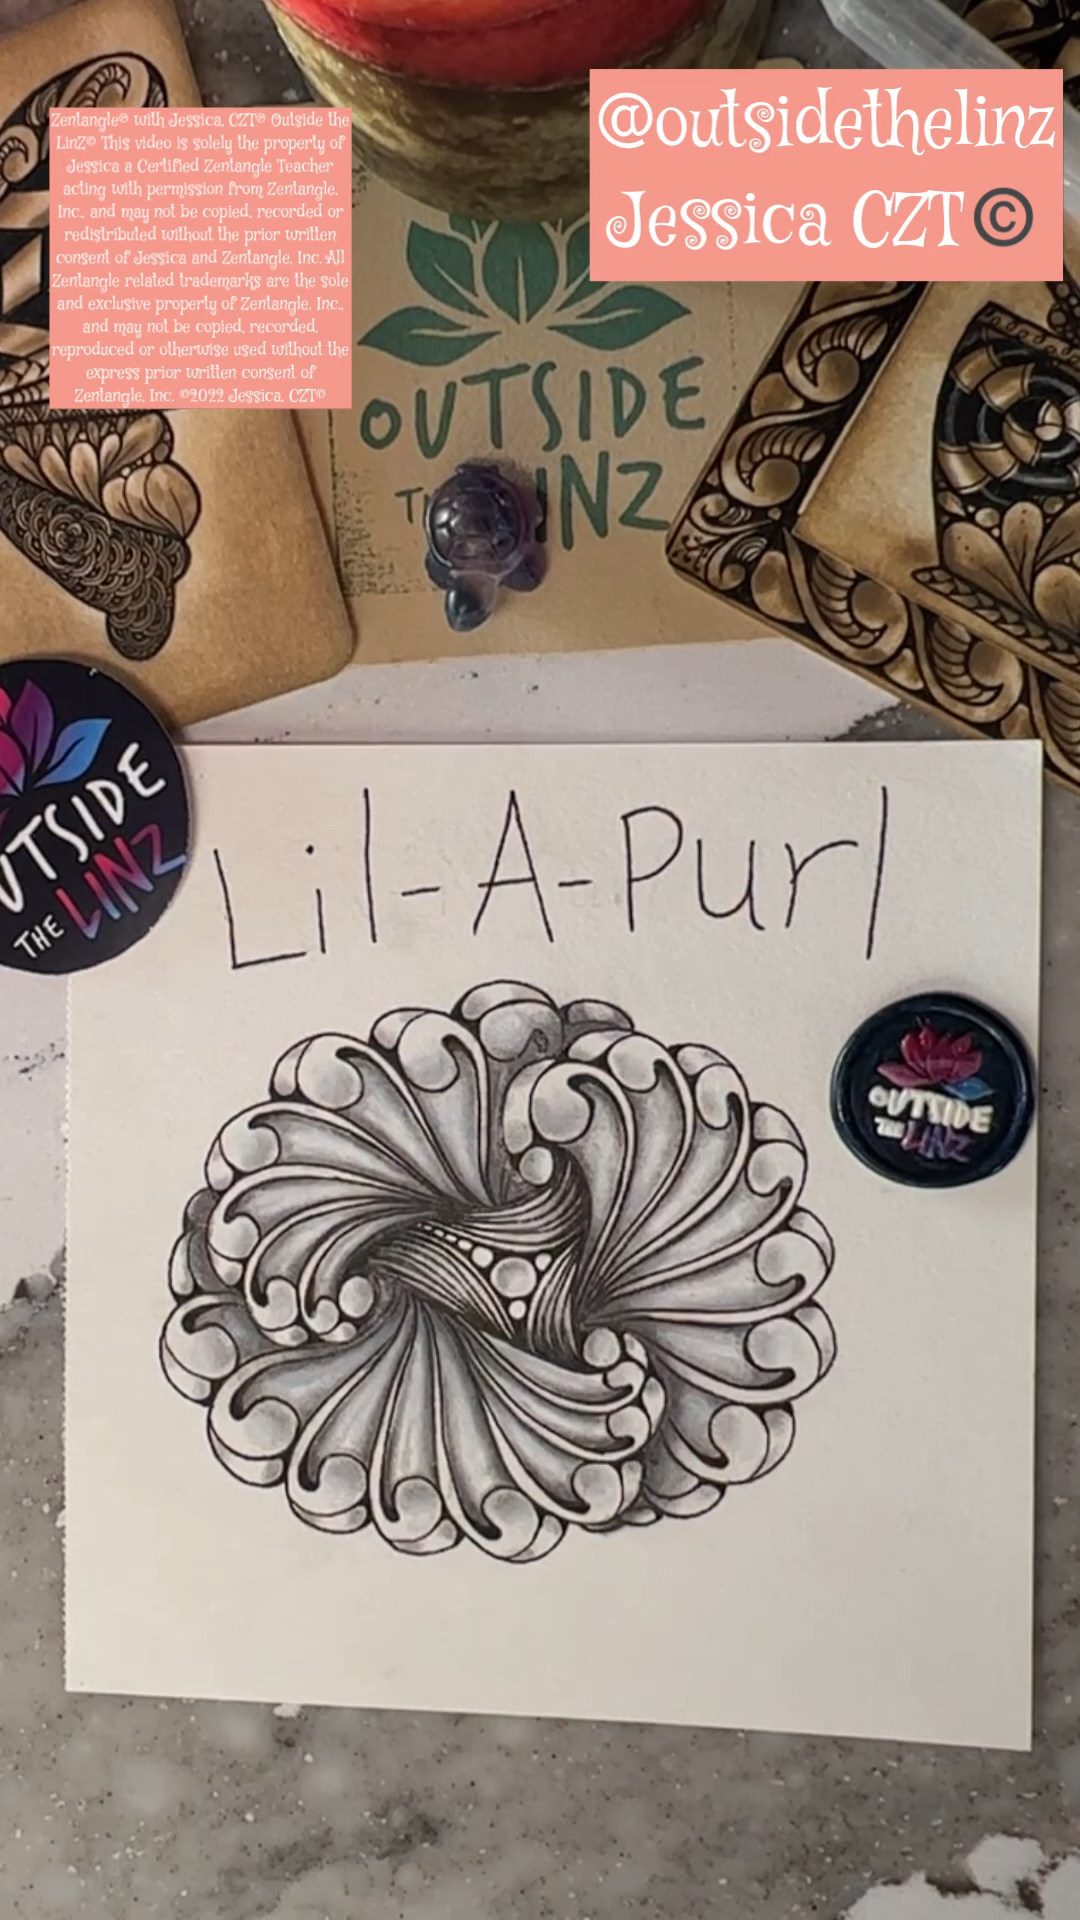 @outsidethelinz
Jessica CZT©
Zentangle® with Jessica, CZT® Outside the
LinZ® This video is solely the property of
Jessica a Certified Zentangle Teacher
acting with permission from Zentangle,
Inc., and may not be copied, recorded or
redistributed without the prior written
consent of Jessica and Zentangle, Inc. All
Zentangle related trademarks are the sole
and exclusive property of Zentangle, Inc.,
and may not be copied, recorded,
reproduced or otherwise used without the
express prior written consent of
Zentangle, Inc. ©2022 Jessica, CZT®
OUTSIDE
INZ
UTSIDE
THE LINZ
Lil-A-Purl
OUTSIDE
THE LINZ